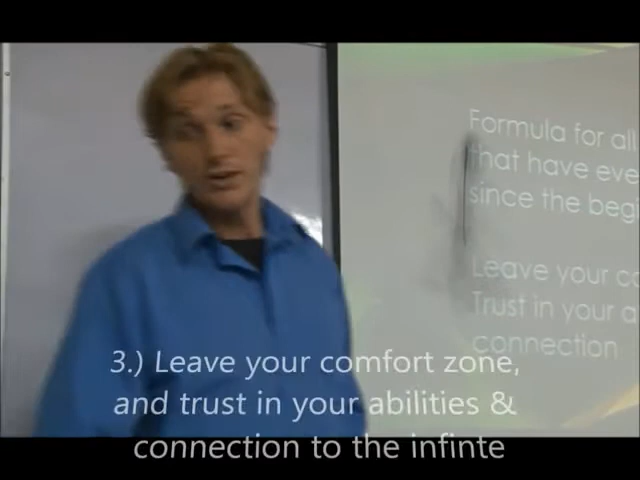 Formula for all
that have eve
since the begi
Leave your co
Trust in your a
connection
3.) Leave your comfort zone,
and trust in your abilities &
connection to the infinte